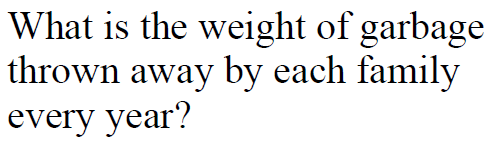 What is the weight of garbage
thrown away by each family
every year?